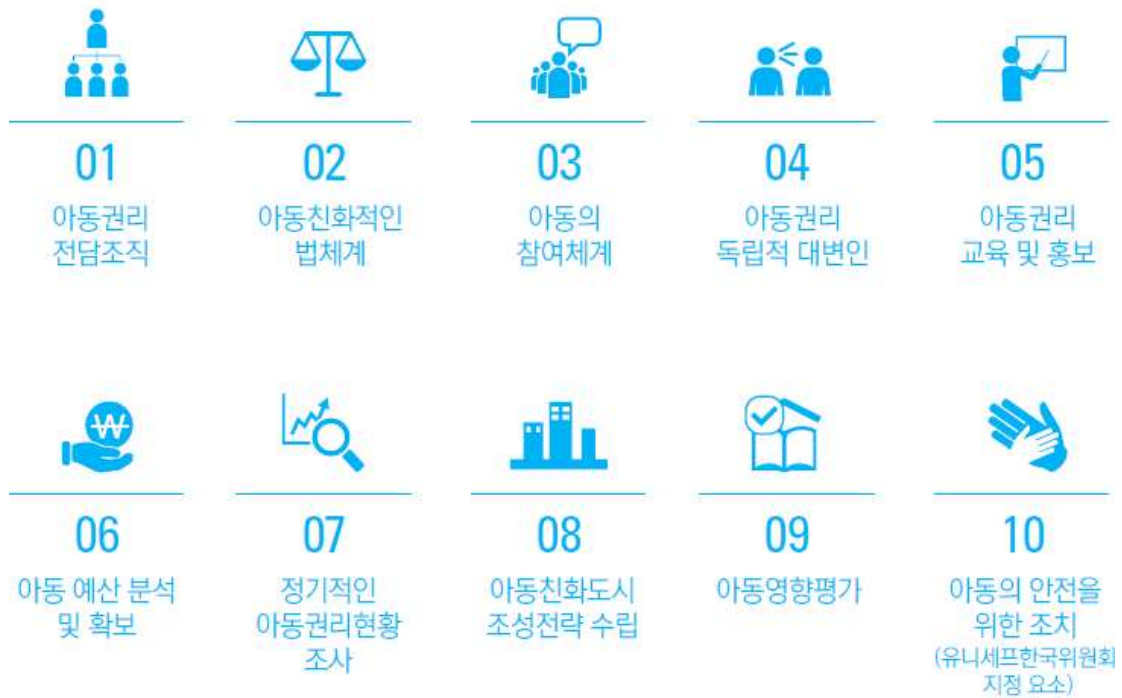 01
아동권리
전담조직
02
아동친화적인
법체계
03
아동의
참여체계
04
아동권리
독립적 대변인
05
아동권리
교육 및 홍보
₩
06
아동 예산 분석
및 확보
07
정기적인
아동권리현황
조사
08
아동친화도시
조성전략 수립
09
아동영향평가
10
아동의 안전을
위한 조치
(유니세프한국위원회
지정 요소)